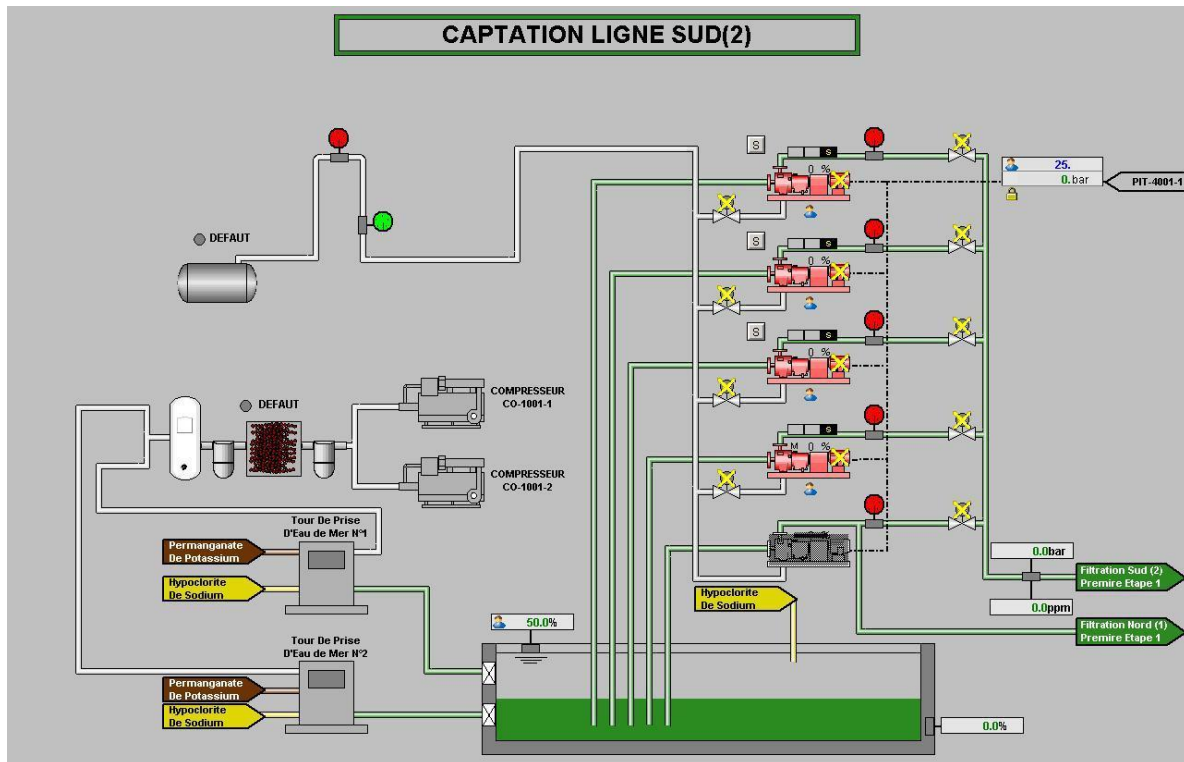 CAPTATION LIGNE SUD(2)
S
S
0 %
25.
0.bar
PIT-4001-1
DEFAUT
S
S
0 %
S
S
0 %
DEFAUT
COMPRESSEUR
CO-1001-1
S
M 0 %
COMPRESSEUR
CO-1001-2
Tour De Prise
D'Eau de Mer Nº1
Permanganate
De Potassium
Hypoclorite
De Sodium
0.0bar
Filtration Sud (2)
Premire Etape 1
Hypoclorite
De Sodium
0.0ppm
50.0%
Filtration Nord (1)
Premire Etape 1
Tour De Prise
D'Eau de Mer Nº2
Permanganate
De Potassium
Hypoclorite
De Sodium
0.0%